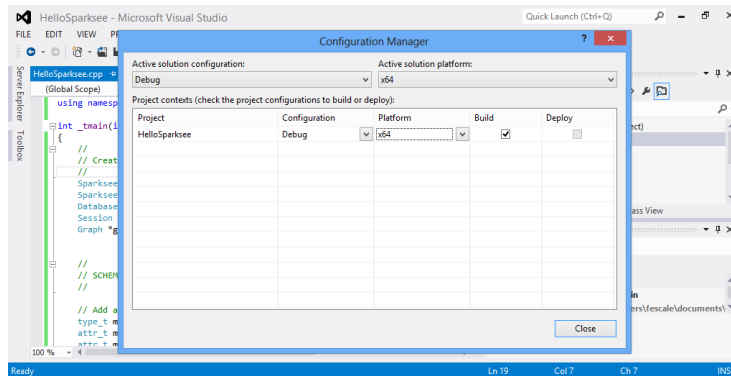 HelloSparksee - Microsoft Visual Studio
Quick Launch (Ctrl+Q)
FILE EDIT VIEW
Configuration Manager
? ×
Server Explorer
Toolbox
HelloSparksee.cpp
(Global Scope)
using namesp
int _tmain(i
{
//
// Creat
//
Sparksee
Sparksee
Database
Session
Graph *g
//
// SCHEM
//
// Add a
type_t m
attr_t m
attr_t m
100 %
Active solution configuration:
Active solution platform:
Debug
x64
Project contexts (check the project configurations to build or deploy):
Project Configuration Platform Build Deploy
HelloSparksee Debug x64
Close
ect)
ass View
in
ers\fescale\documents\
Ready Ln 19 Col 7 Ch 7 INS